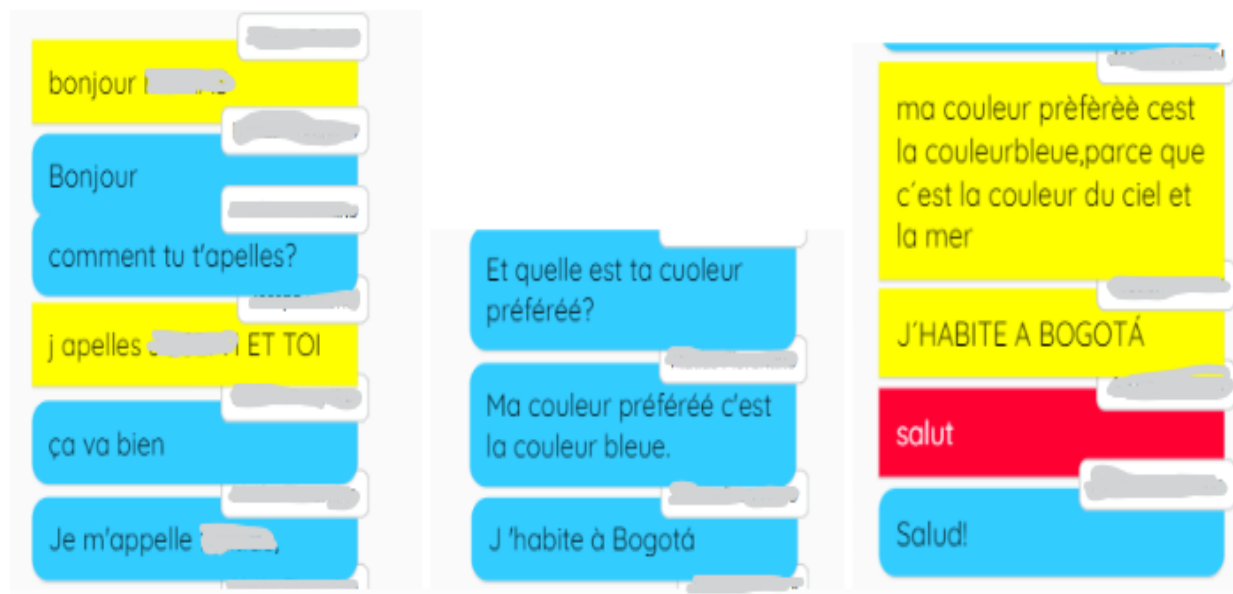 bonjour
Bonjour
comment tu t'apelles?
j apelles ET TOI
ça va bien
Je m'appelle
Et quelle est ta cuoleur
préféréé?
Ma couleur préféréé c'est
la couleur bleue.
J 'habite à Bogotá
ma couleur prèfèrèè cest
la couleurbleue,parce que
c´est la couleur du ciel et
la mer
J´HABITE A BOGOTÁ
salut
Salud!